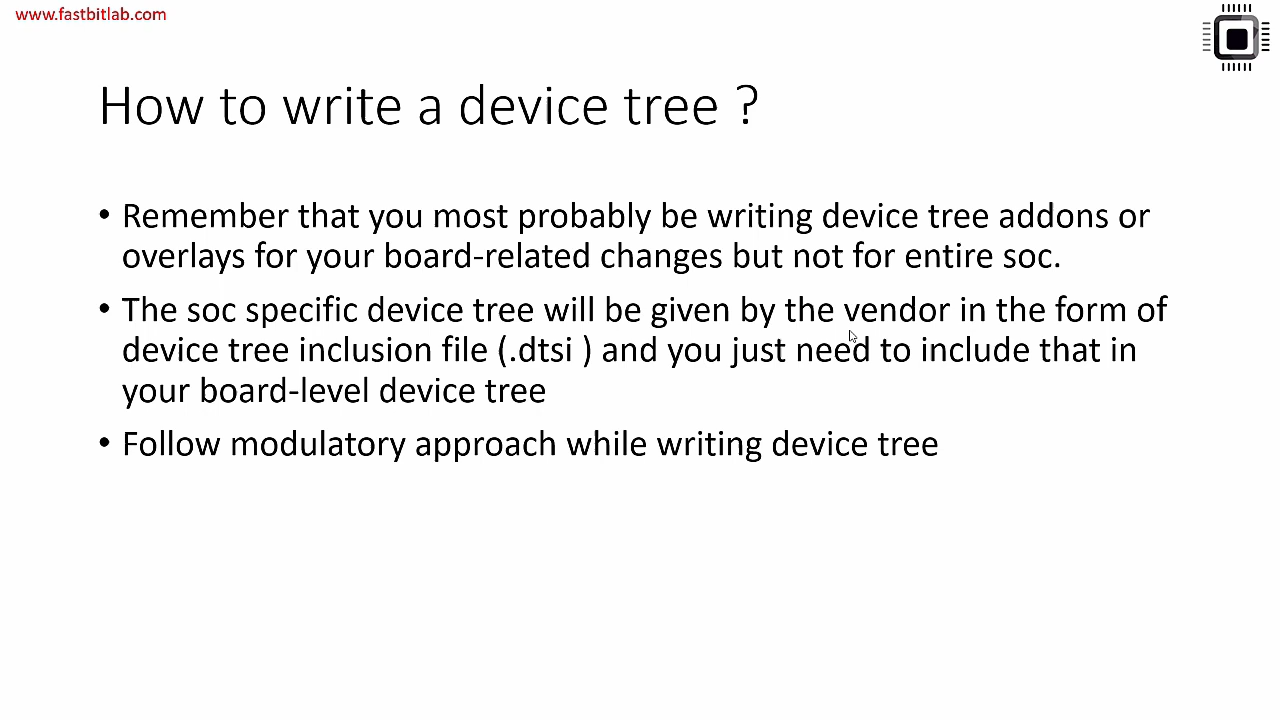 www.fastbitlab.com
How to write a device tree ?
• Remember that you most probably be writing device tree addons or
overlays for your board-related changes but not for entire soc.
• The soc specific device tree will be given by the vendor in the form of
device tree inclusion file (.dtsi ) and you just need to include that in
your board-level device tree
• Follow modulatory approach while writing device tree